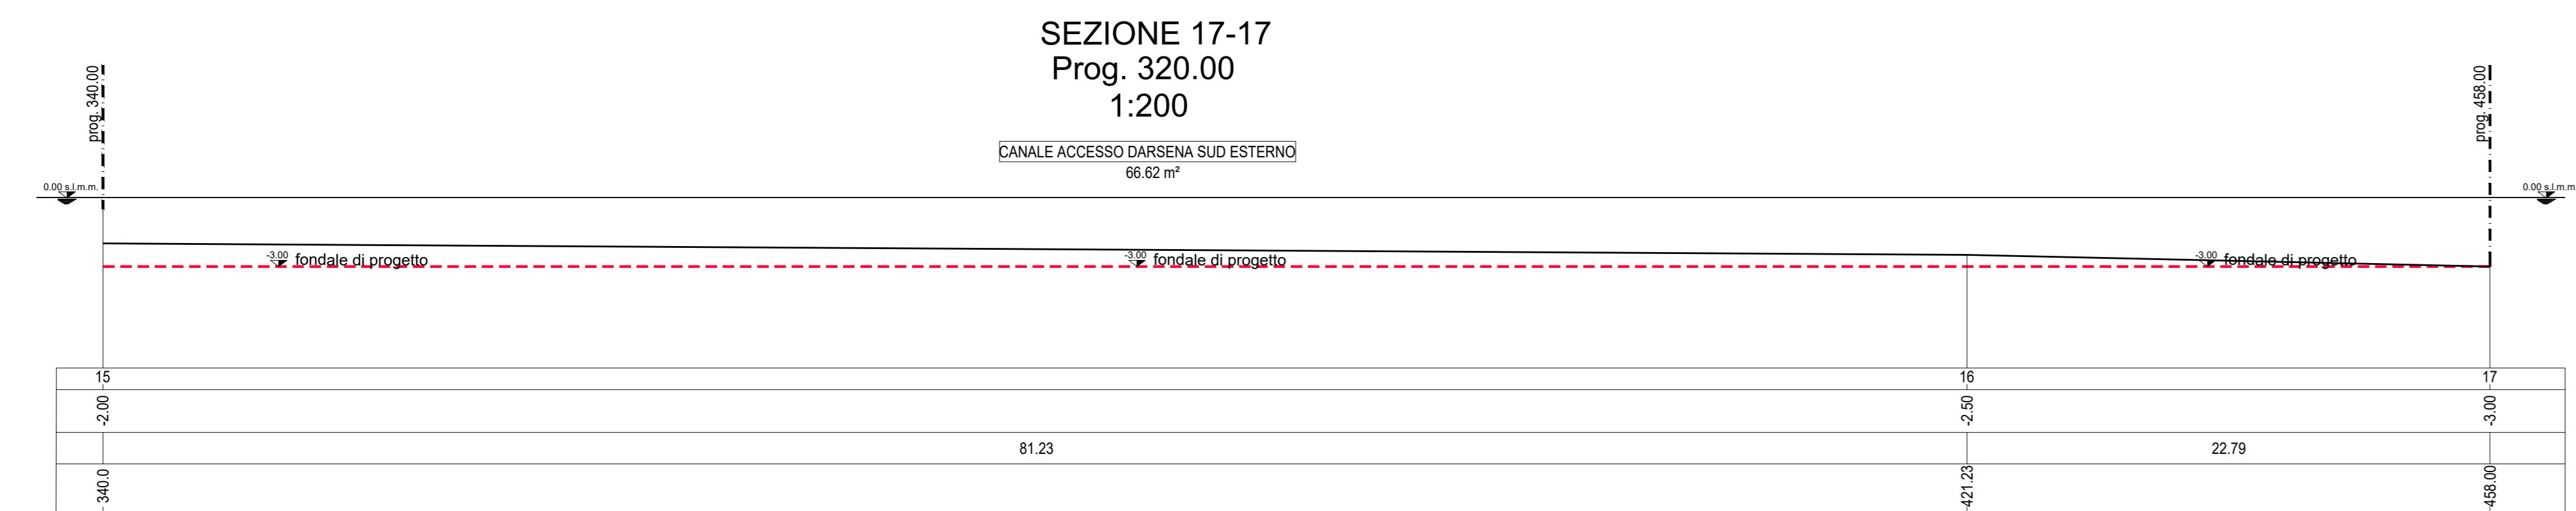 SEZIONE 17-17
Prog. 320.00
1:200
prog. 340.00
prog. 458.00
CANALE ACCESSO DARSENA SUD ESTERNO
66.62 m²
0.00 s.l.m.m.
0.00 s.l.m.m
-3.00 fondale di progetto
-3.00 fondale di progetto
-3.00 fondale di progetto
15 16 17
-2.00 -2.50 -3.00
81.23 22.79
340.0 421.23 458.00